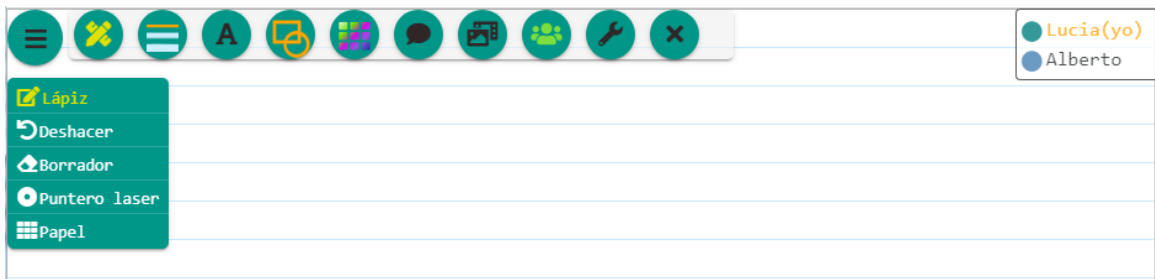 A
Lucia(yo)
Alberto
Lápiz
Deshacer
Borrador
Puntero laser
Papel